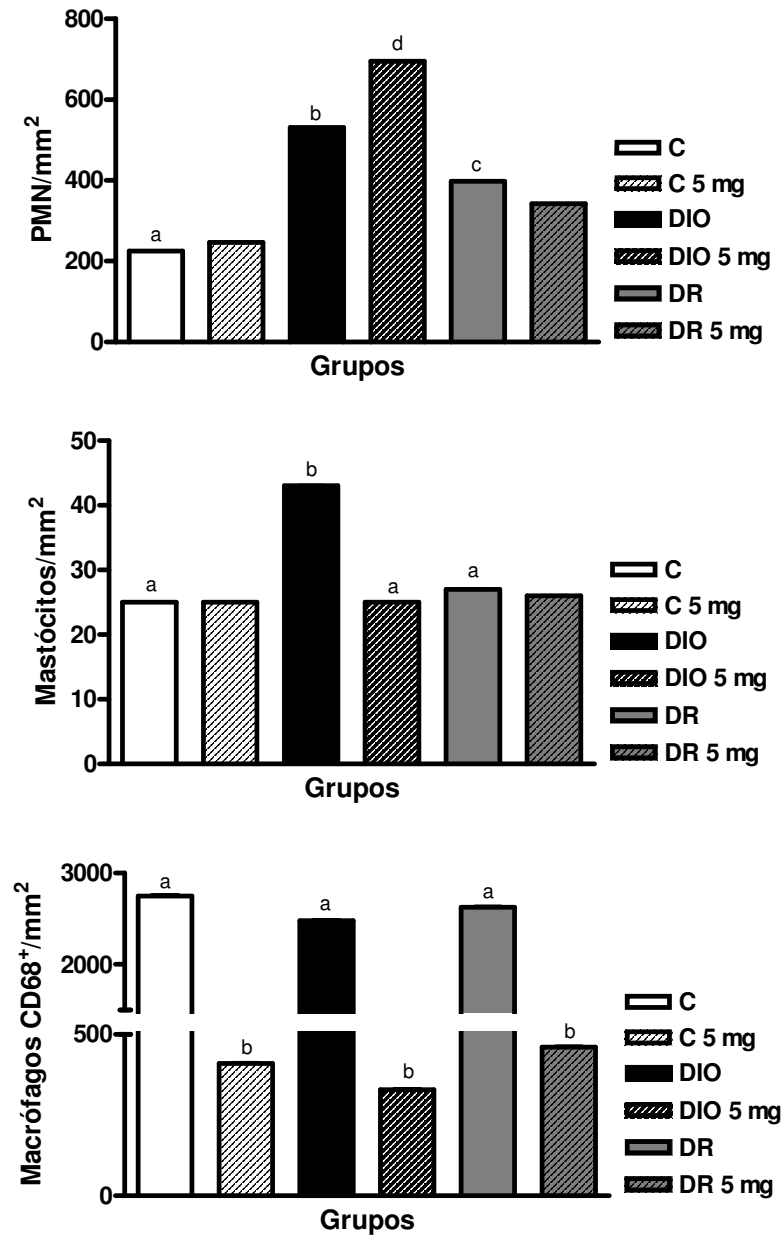 800
600
400
200
0
PMN/mm²
a
b
d
c
Grupos
C
C 5 mg
DIO
DIO 5 mg
DR
DR 5 mg
50
40
30
20
10
0
Mastócitos/mm²
a
b
a
a
Grupos
C
C 5 mg
DIO
DIO 5 mg
DR
DR 5 mg
3000
2000
500
0
Macrófagos CD68⁺/mm²
a
b
a
b
a
b
Grupos
C
C 5 mg
DIO
DIO 5 mg
DR
DR 5 mg